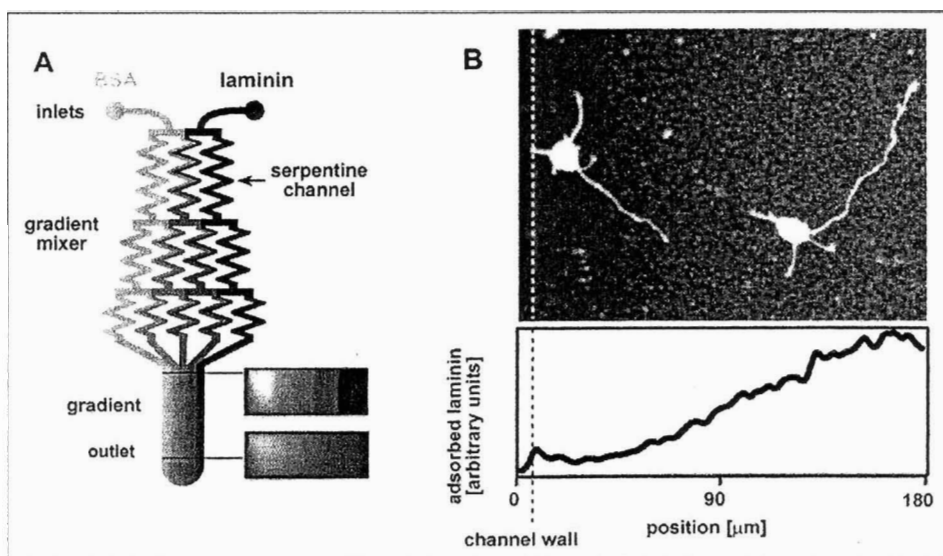 A
BSA
laminin
inlets
serpentine
channel
gradient
mixer
gradient
outlet
B
adsorbed laminin
[arbitrary units]
0
90
180
position [μm]
channel wall